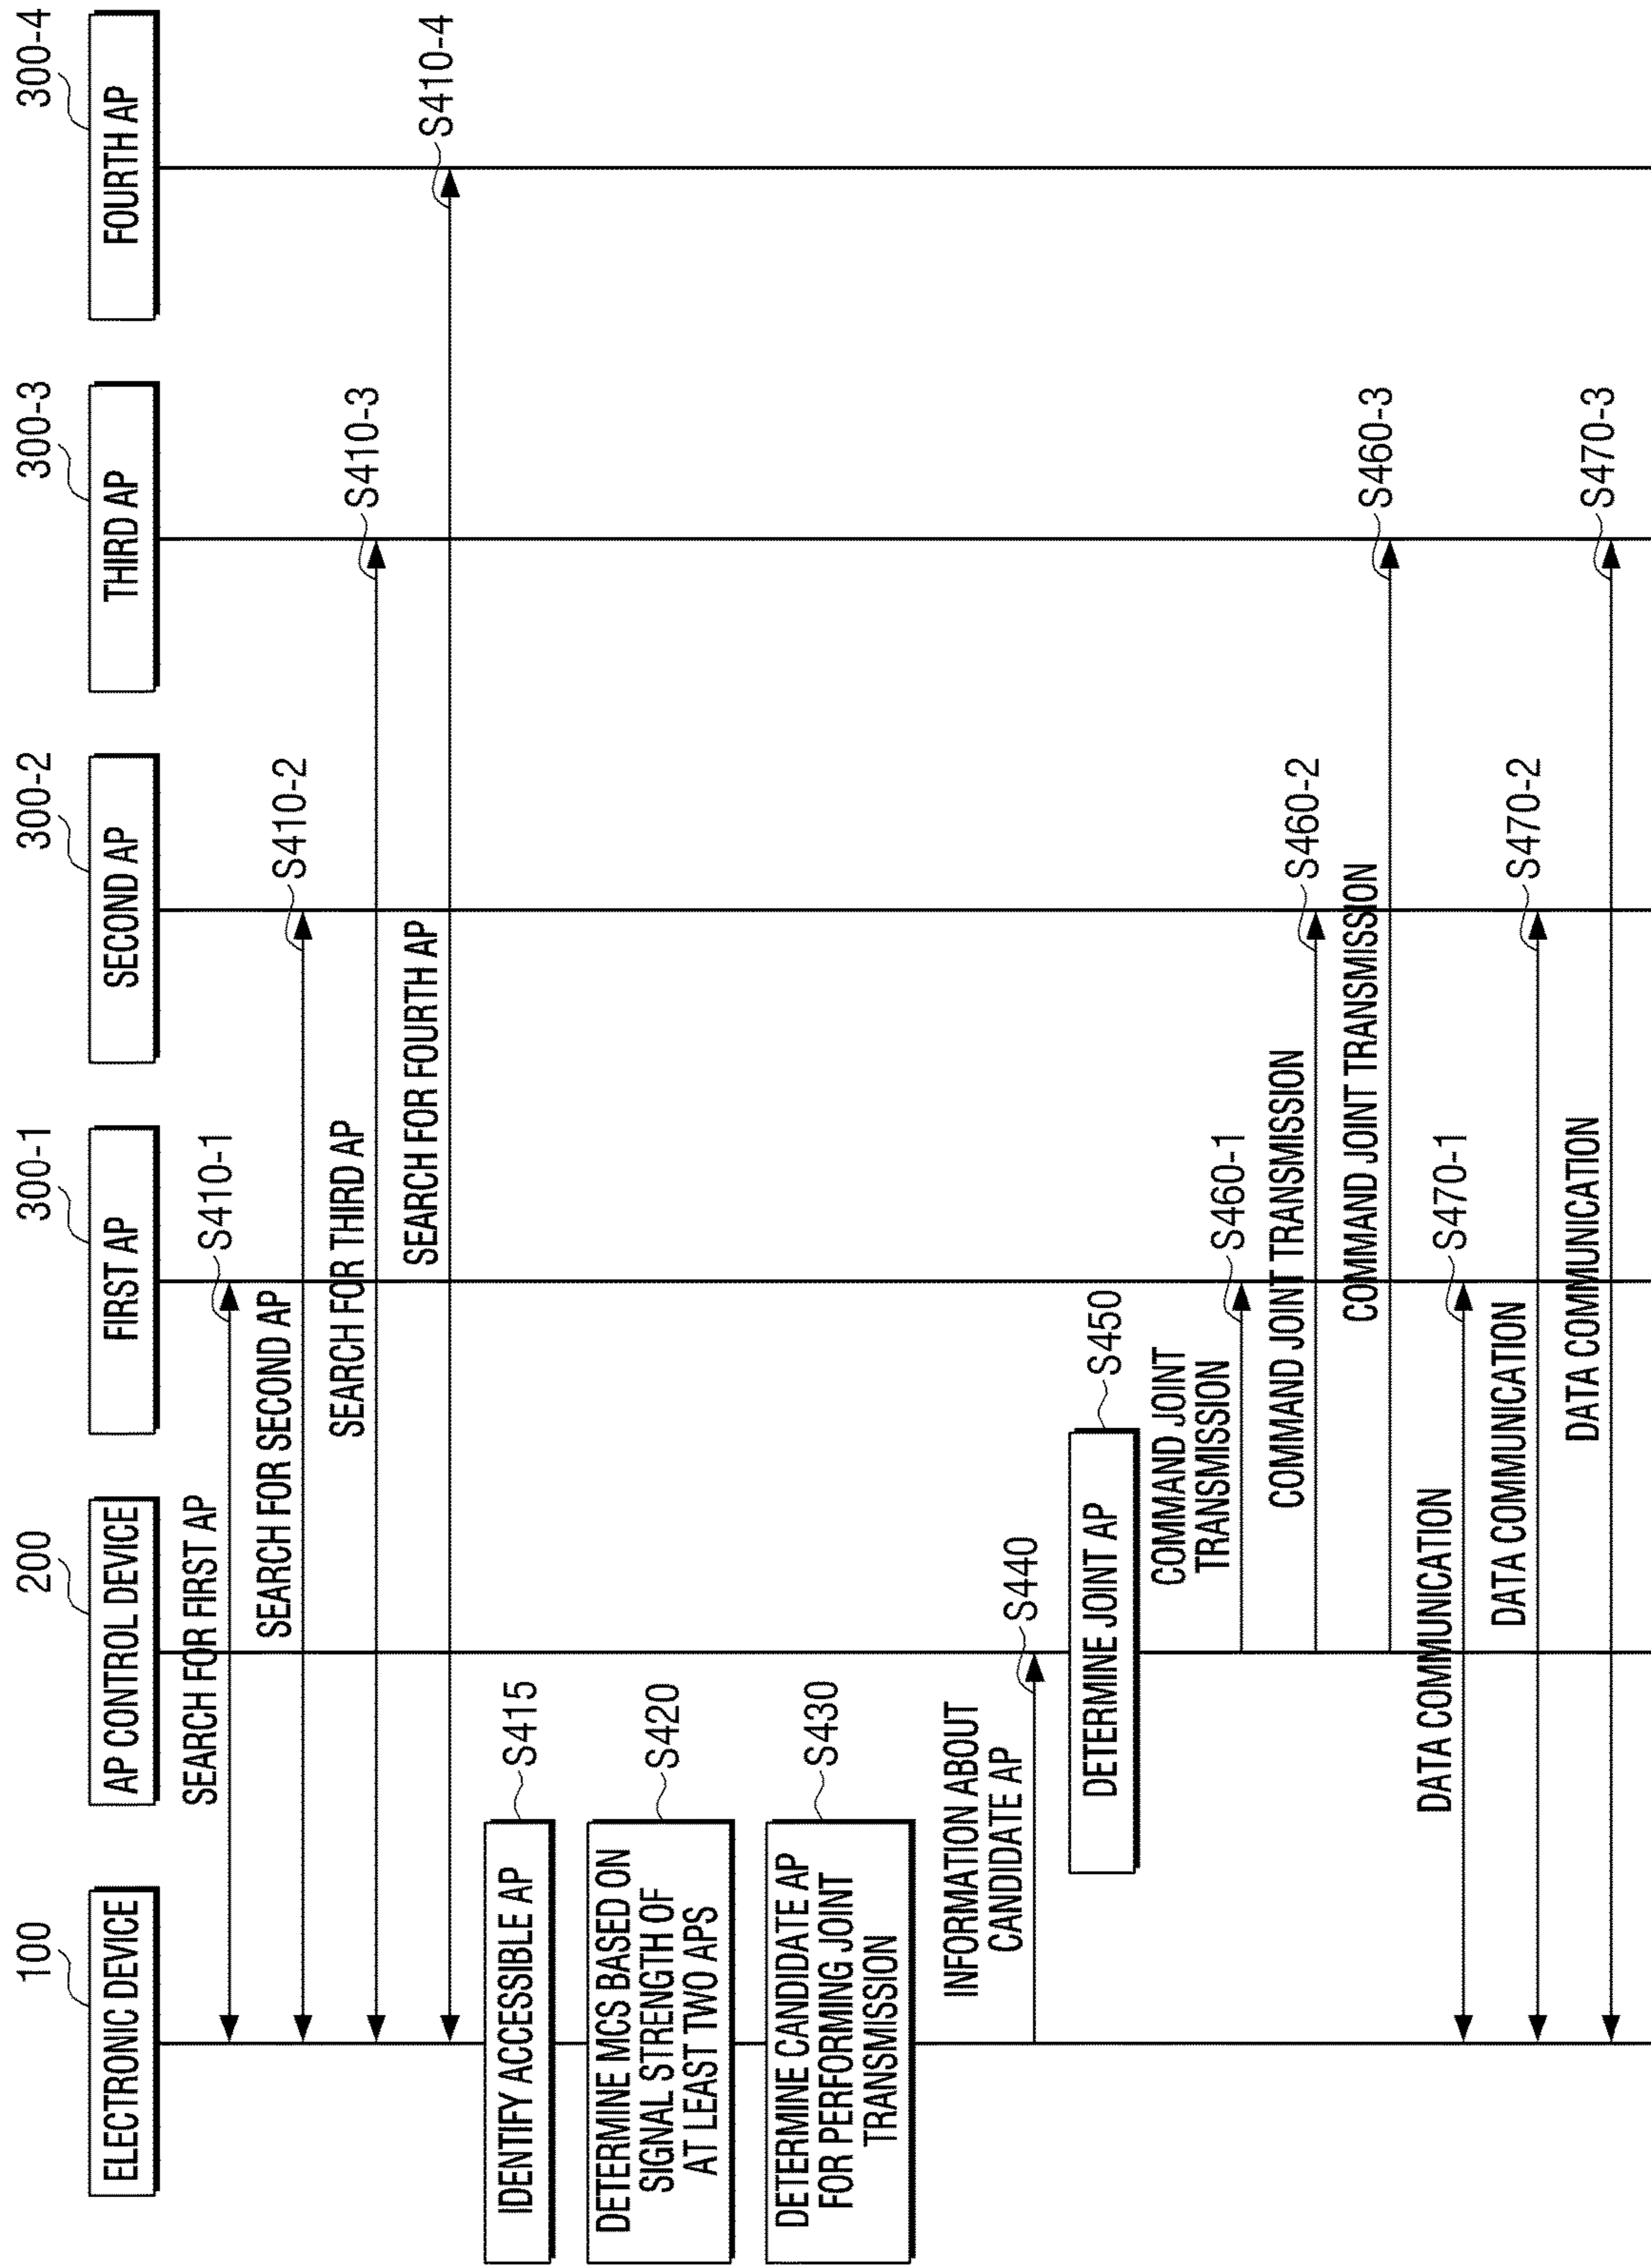 100
200
300-1
300-2
300-3
300-4
ELECTRONIC DEVICE
AP CONTROL DEVICE
FIRST AP
SECOND AP
THIRD AP
FOURTH AP
SEARCH FOR FIRST AP
S410-1
SEARCH FOR SECOND AP
S410-2
SEARCH FOR THIRD AP
S410-3
SEARCH FOR FOURTH AP
S410-4
IDENTIFY ACCESSIBLE AP
S415
DETERMINE MCS BASED ON
SIGNAL STRENGTH OF
AT LEAST TWO APS
S420
DETERMINE CANDIDATE AP
FOR PERFORMING JOINT
TRANSMISSION
S430
INFORMATION ABOUT
CANDIDATE AP
S440
DETERMINE JOINT AP
S450
COMMAND JOINT
TRANSMISSION
S460-1
COMMAND JOINT TRANSMISSION
S460-2
COMMAND JOINT TRANSMISSION
S460-3
DATA COMMUNICATION
S470-1
DATA COMMUNICATION
S470-2
DATA COMMUNICATION
S470-3